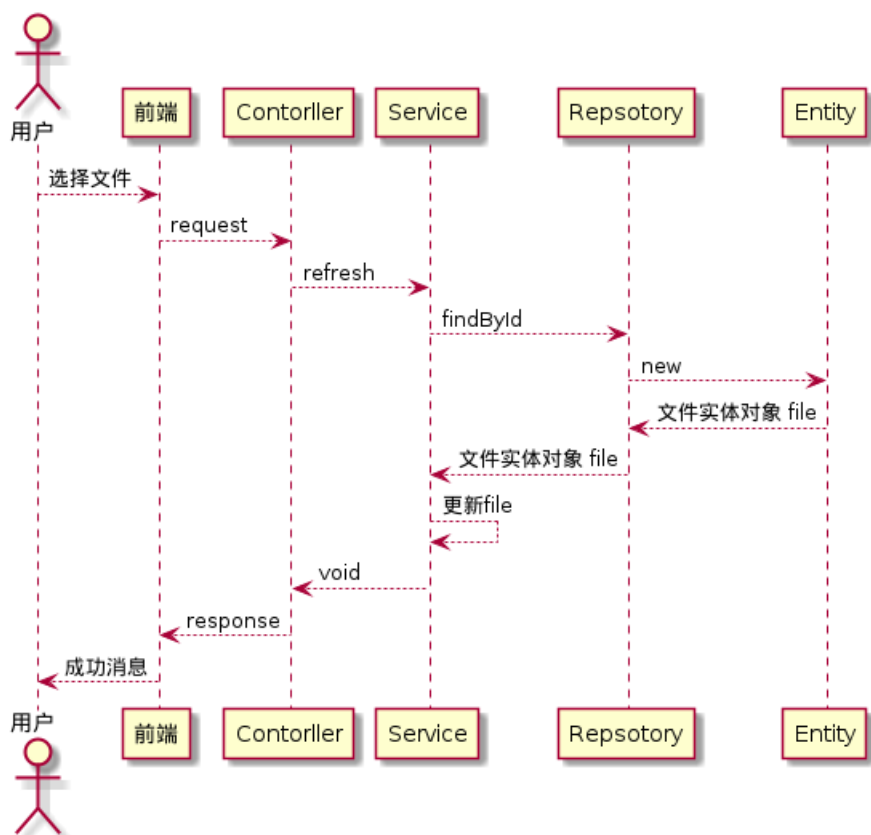 用户
前端
Contorller
Service
Repsotory
Entity
选择文件
request
refresh
findById
new
文件实体对象 file
文件实体对象 file
更新file
void
response
成功消息
用户
前端
Contorller
Service
Repsotory
Entity